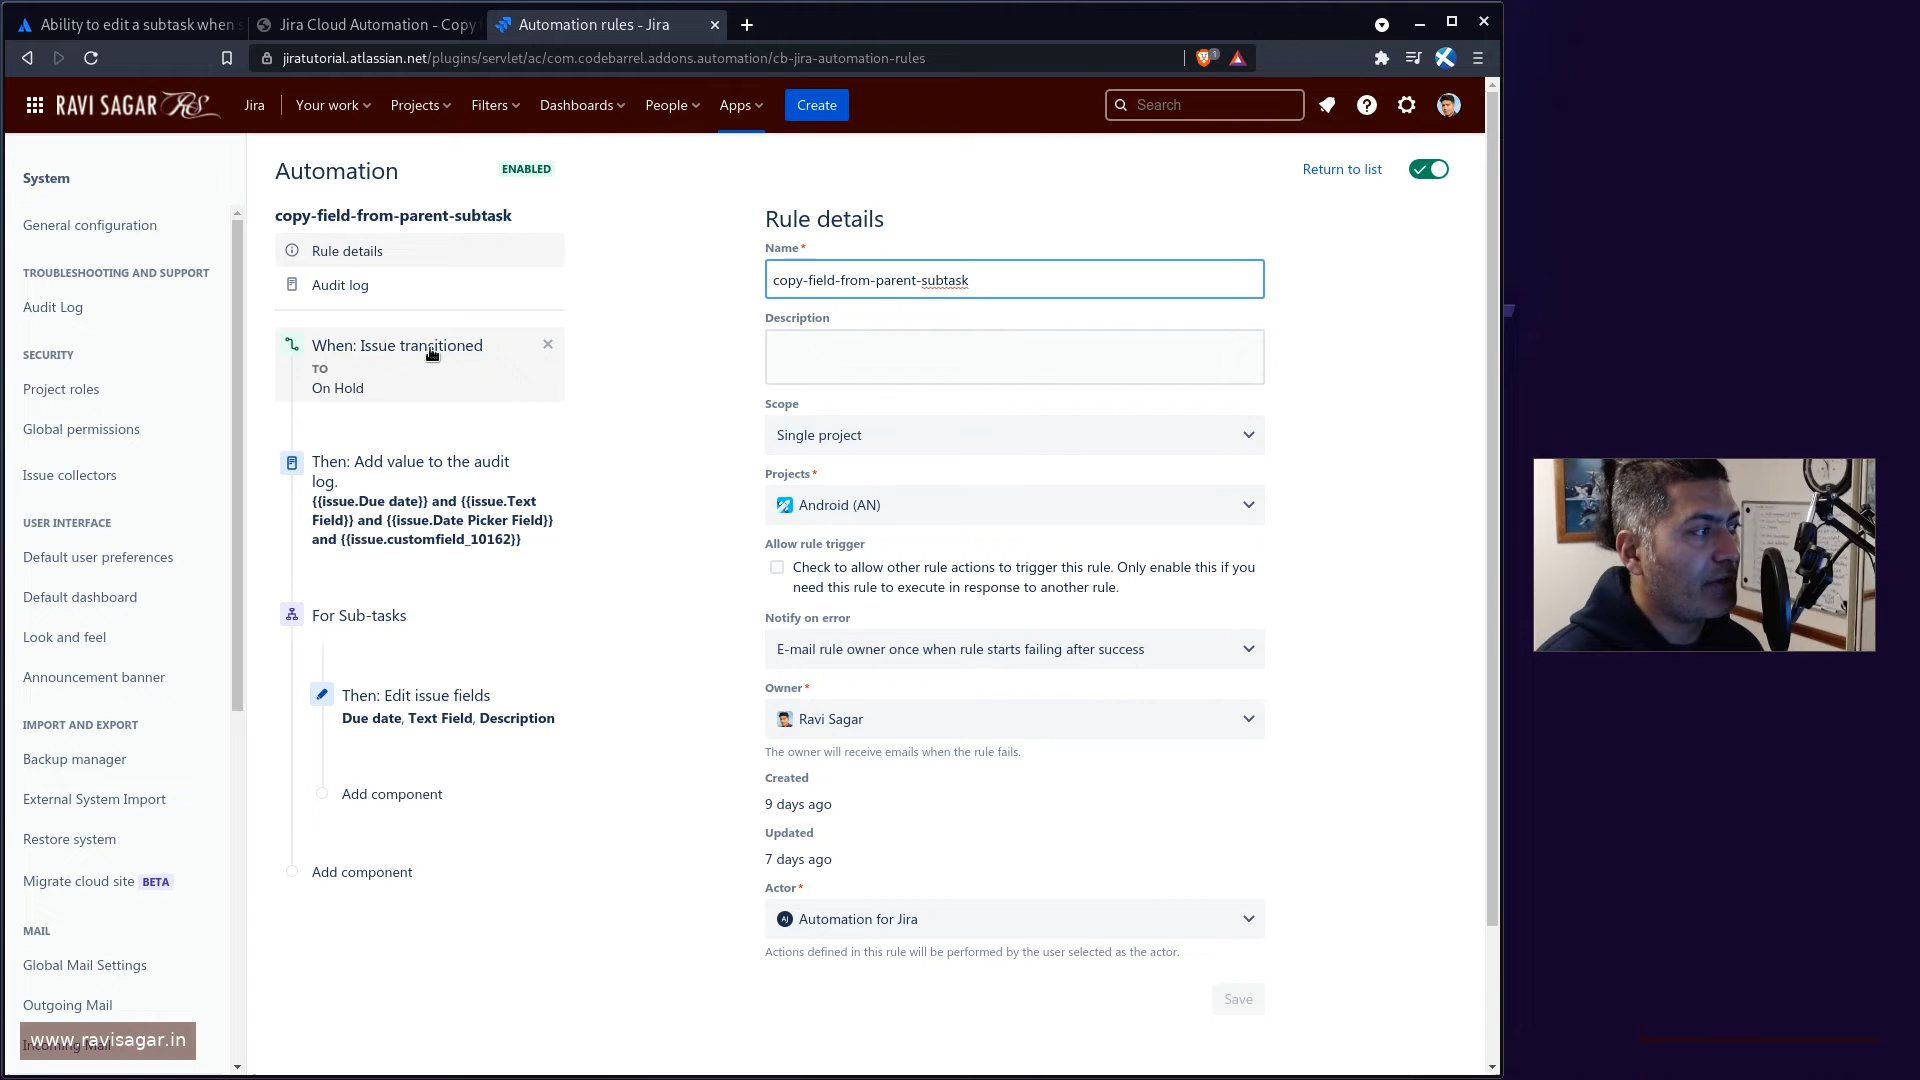 Ability to edit a subtask when
Jira Cloud Automation - Copy
Automation rules - Jira
jiratutorial.atlassian.net/plugins/servlet/ac/com.codebarrel.addons.automation/cb-jira-automation-rules
1
RAVI SAGAR RS
Jira
Your work
Projects
Filters
Dashboards
People
Apps
Create
Search
System
General configuration
TROUBLESHOOTING AND SUPPORT
Audit Log
SECURITY
Project roles
Global permissions
Issue collectors
USER INTERFACE
Default user preferences
Default dashboard
Look and feel
Announcement banner
IMPORT AND EXPORT
Backup manager
External System Import
Restore system
Migrate cloud site BETA
MAIL
Global Mail Settings
Outgoing Mail
Incoming Mail
www.ravisagar.in
Automation
ENABLED
Return to list
copy-field-from-parent-subtask
Rule details
Audit log
When: Issue transitioned
TO
On Hold
Then: Add value to the audit
log.
{{issue.Due date}} and {{issue.Text
Field}} and {{issue.Date Picker Field}}
and {{issue.customfield_10162}}
For Sub-tasks
Then: Edit issue fields
Due date, Text Field, Description
Add component
Add component
Rule details
Name*
copy-field-from-parent-subtask
Description
Scope
Single project
Projects*
Android (AN)
Allow rule trigger
Check to allow other rule actions to trigger this rule. Only enable this if you
need this rule to execute in response to another rule.
Notify on error
E-mail rule owner once when rule starts failing after success
Owner*
Ravi Sagar
The owner will receive emails when the rule fails.
Created
9 days ago
Updated
7 days ago
Actor*
AJ Automation for Jira
Actions defined in this rule will be performed by the user selected as the actor.
Save